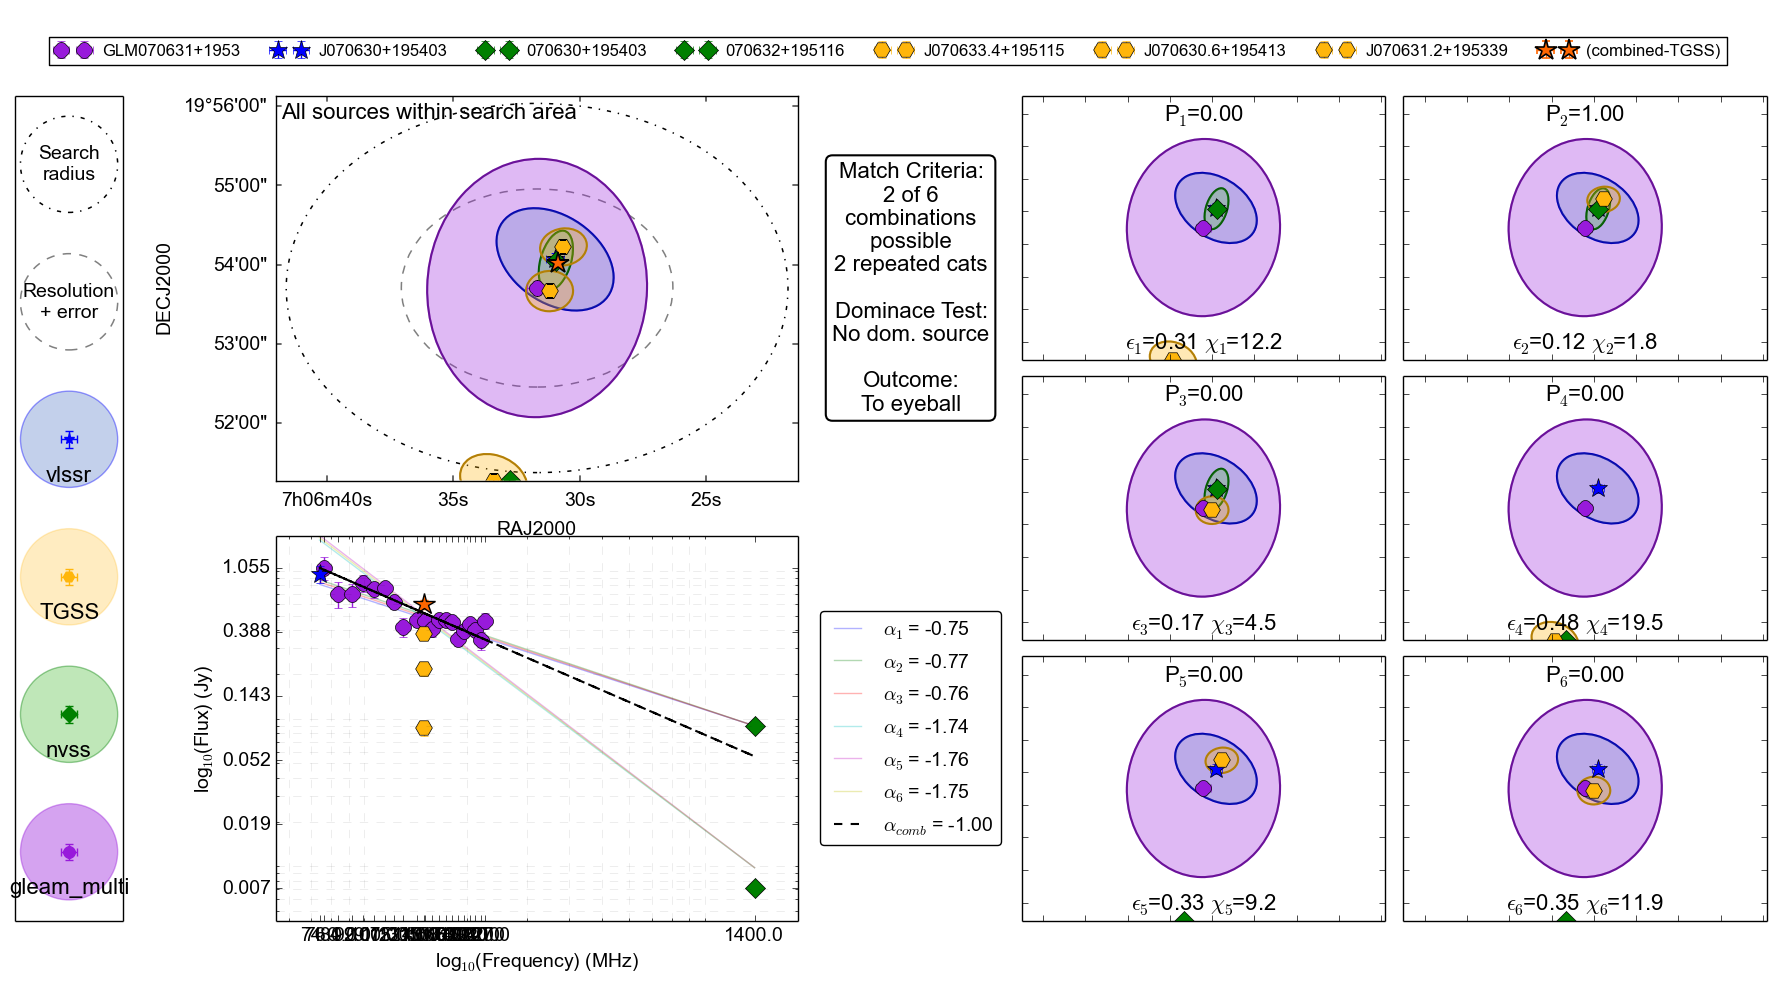 GLM070631+1953 J070630+195403 070630+195403 070632+195116 J070633.4+195115 J070630.6+195413 J070631.2+195339 (combined-TGSS)
Search
radius
Resolution
+ error
vlssr
TGSS
nvss
gleam_multi
All sources within search area
19°56'00"
55'00"
54'00"
53'00"
52'00"
DECJ2000
7h06m40s 35s 30s 25s
RAJ2000
Match Criteria:
2 of 6
combinations
possible
2 repeated cats
Dominace Test:
No dom. source
Outcome:
To eyeball
1.055
0.388
0.143
0.052
0.019
0.007
log10(Flux) (Jy)
1400.0
log10(Frequency) (MHz)
α1 = -0.75
α2 = -0.77
α3 = -0.76
α4 = -1.74
α5 = -1.76
α6 = -1.75
αcomb = -1.00
P1=0.00
ϵ1=0.31 χ1=12.2
P2=1.00
ϵ2=0.12 χ2=1.8
P3=0.00
ϵ3=0.17 χ3=4.5
P4=0.00
ϵ4=0.48 χ4=19.5
P5=0.00
ϵ5=0.33 χ5=9.2
P6=0.00
ϵ6=0.35 χ6=11.9